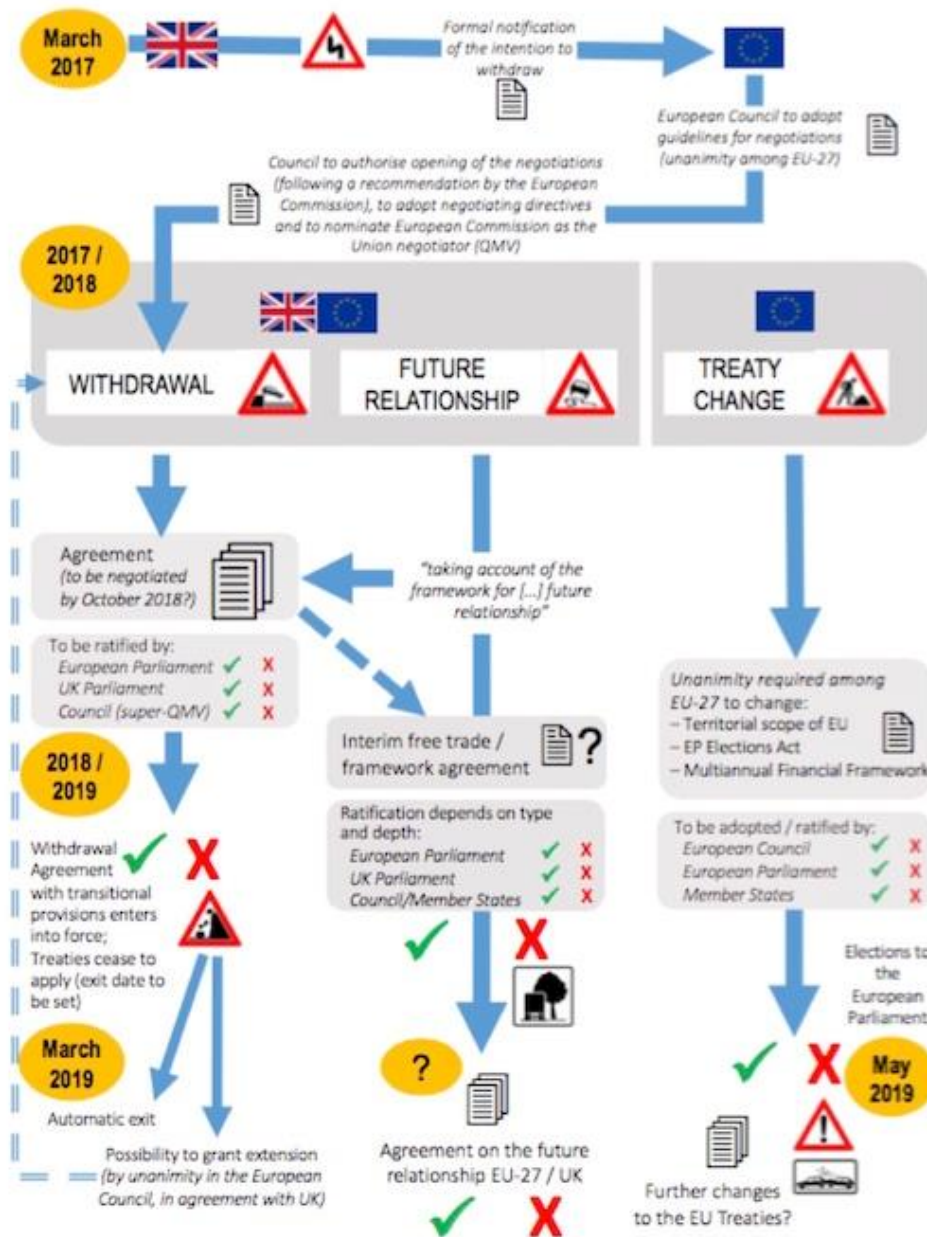 March
2017
Formal notification
of the intention to
withdraw
European Council to adopt
guidelines for negotiations
(unanimity among EU-27)
Council to authorise opening of the negotiations
(following a recommendation by the European
Commission), to adopt negotiating directives
and to nominate European Commission as the
Union negotiator (QMV)
2017 /
2018
WITHDRAWAL
FUTURE
RELATIONSHIP
TREATY
CHANGE
Agreement
(to be negotiated
by October 2018?)
"taking account of the
framework for [...] future
relationship"
To be ratified by:
European Parliament ✓ X
UK Parliament ✓ X
Council (super-QMV) ✓ X
Interim free trade /
framework agreement
?
Ratification depends on type
and depth:
European Parliament ✓ X
UK Parliament ✓ X
Council/Member States ✓ X
Unanimity required among
EU-27 to change:
– Territorial scope of EU
– EP Elections Act
– Multiannual Financial Framework
To be adopted / ratified by:
European Council ✓ X
European Parliament ✓ X
Member States ✓ X
2018 /
2019
✓ X
Withdrawal
Agreement
with transitional
provisions enters
into force;
Treaties cease to
apply (exit date to
be set)
March
2019
Automatic exit
Possibility to grant extension
(by unanimity in the European
Council, in agreement with UK)
✓ X
?
Agreement on the future
relationship EU-27 / UK
✓ X
Elections to
the
European
Parliament
May
2019
✓ X
!
Further changes
to the EU Treaties?